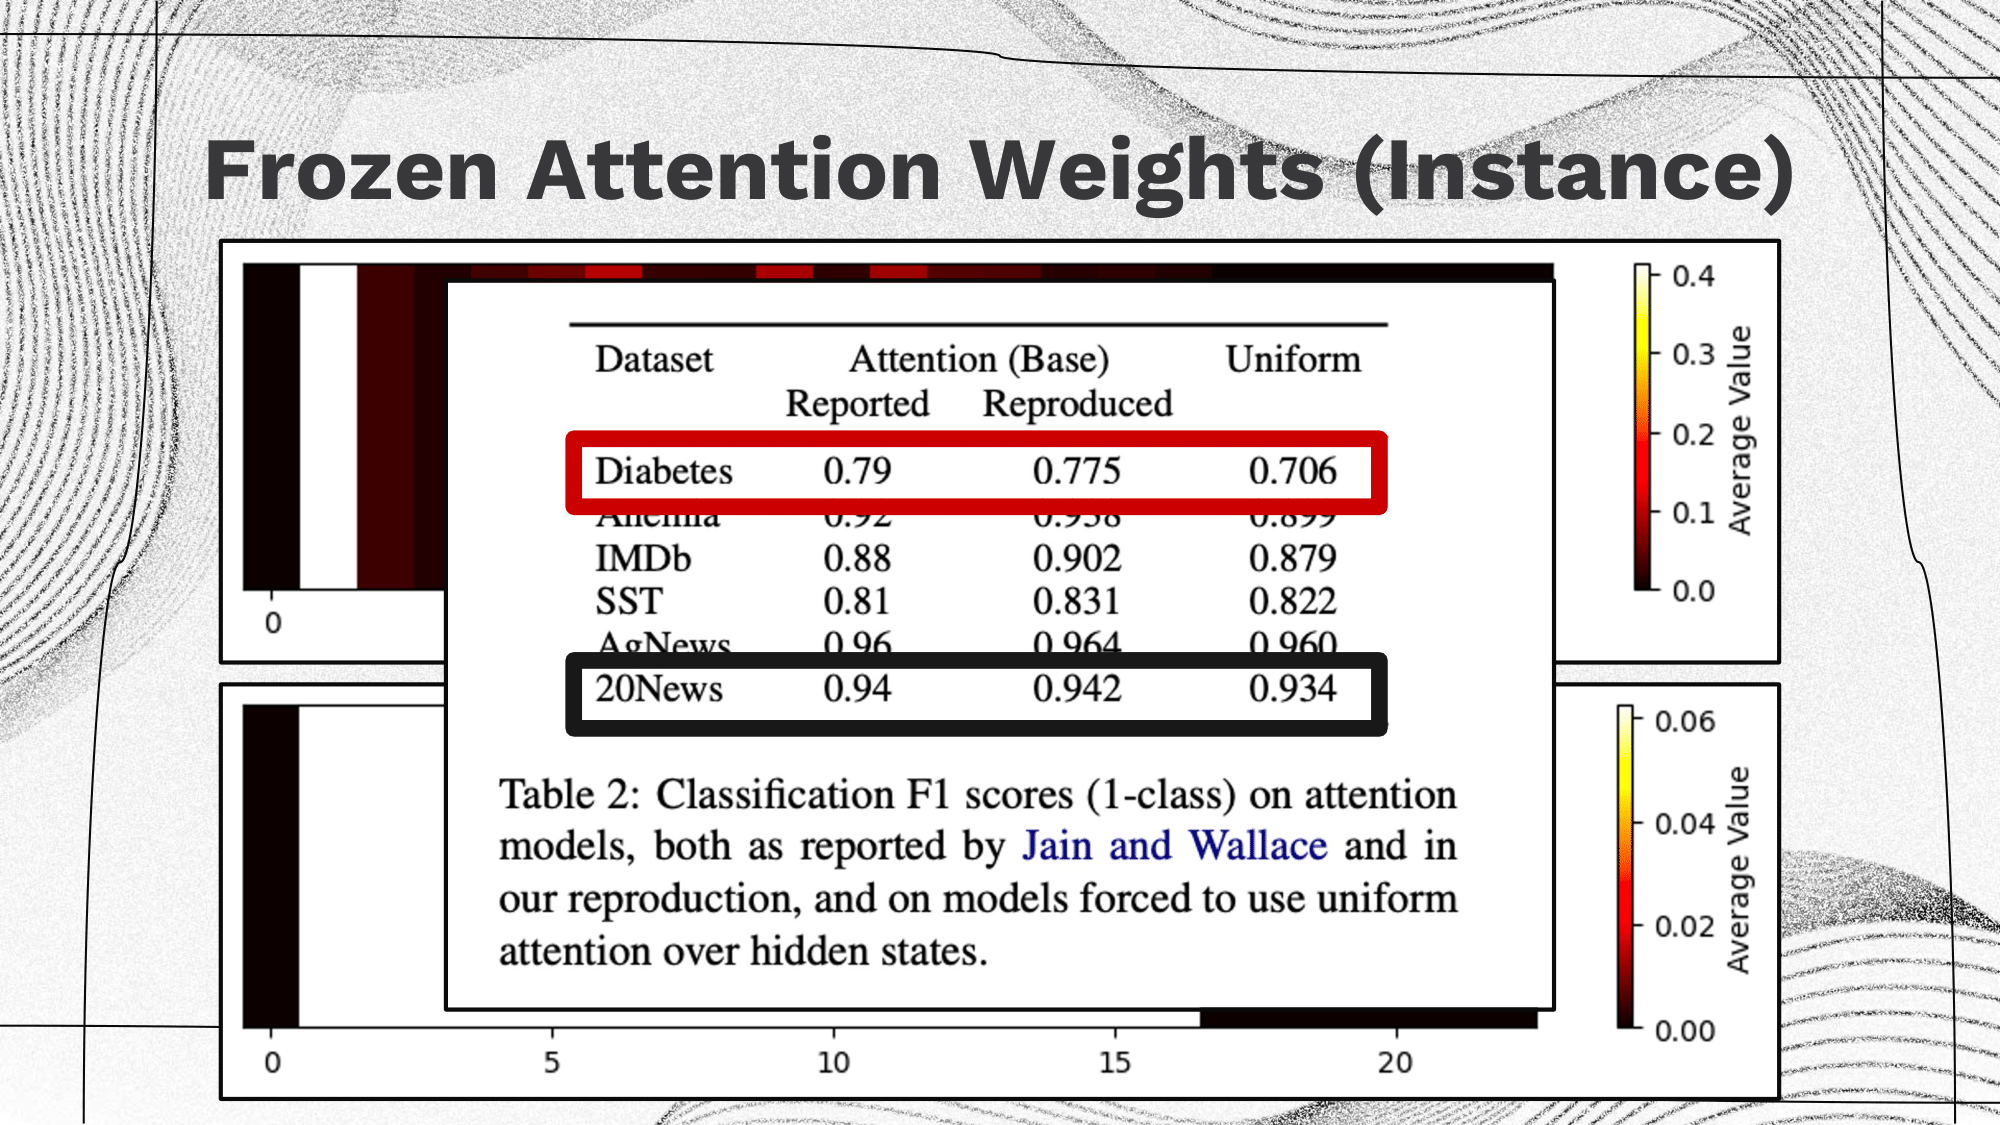 Frozen Attention Weights (Instance)
0.4
0.3
0.2
0.1
0.0
Average Value
0
Dataset Attention (Base) Uniform
Reported Reproduced
Diabetes 0.79 0.775 0.706
Anemia 0.92 0.938 0.899
IMDb 0.88 0.902 0.879
SST 0.81 0.831 0.822
AgNews 0.96 0.964 0.960
20News 0.94 0.942 0.934
Table 2: Classification F1 scores (1-class) on attention
models, both as reported by Jain and Wallace and in
our reproduction, and on models forced to use uniform
attention over hidden states.
0.06
0.04
0.02
0.00
Average Value
0 5 10 15 20